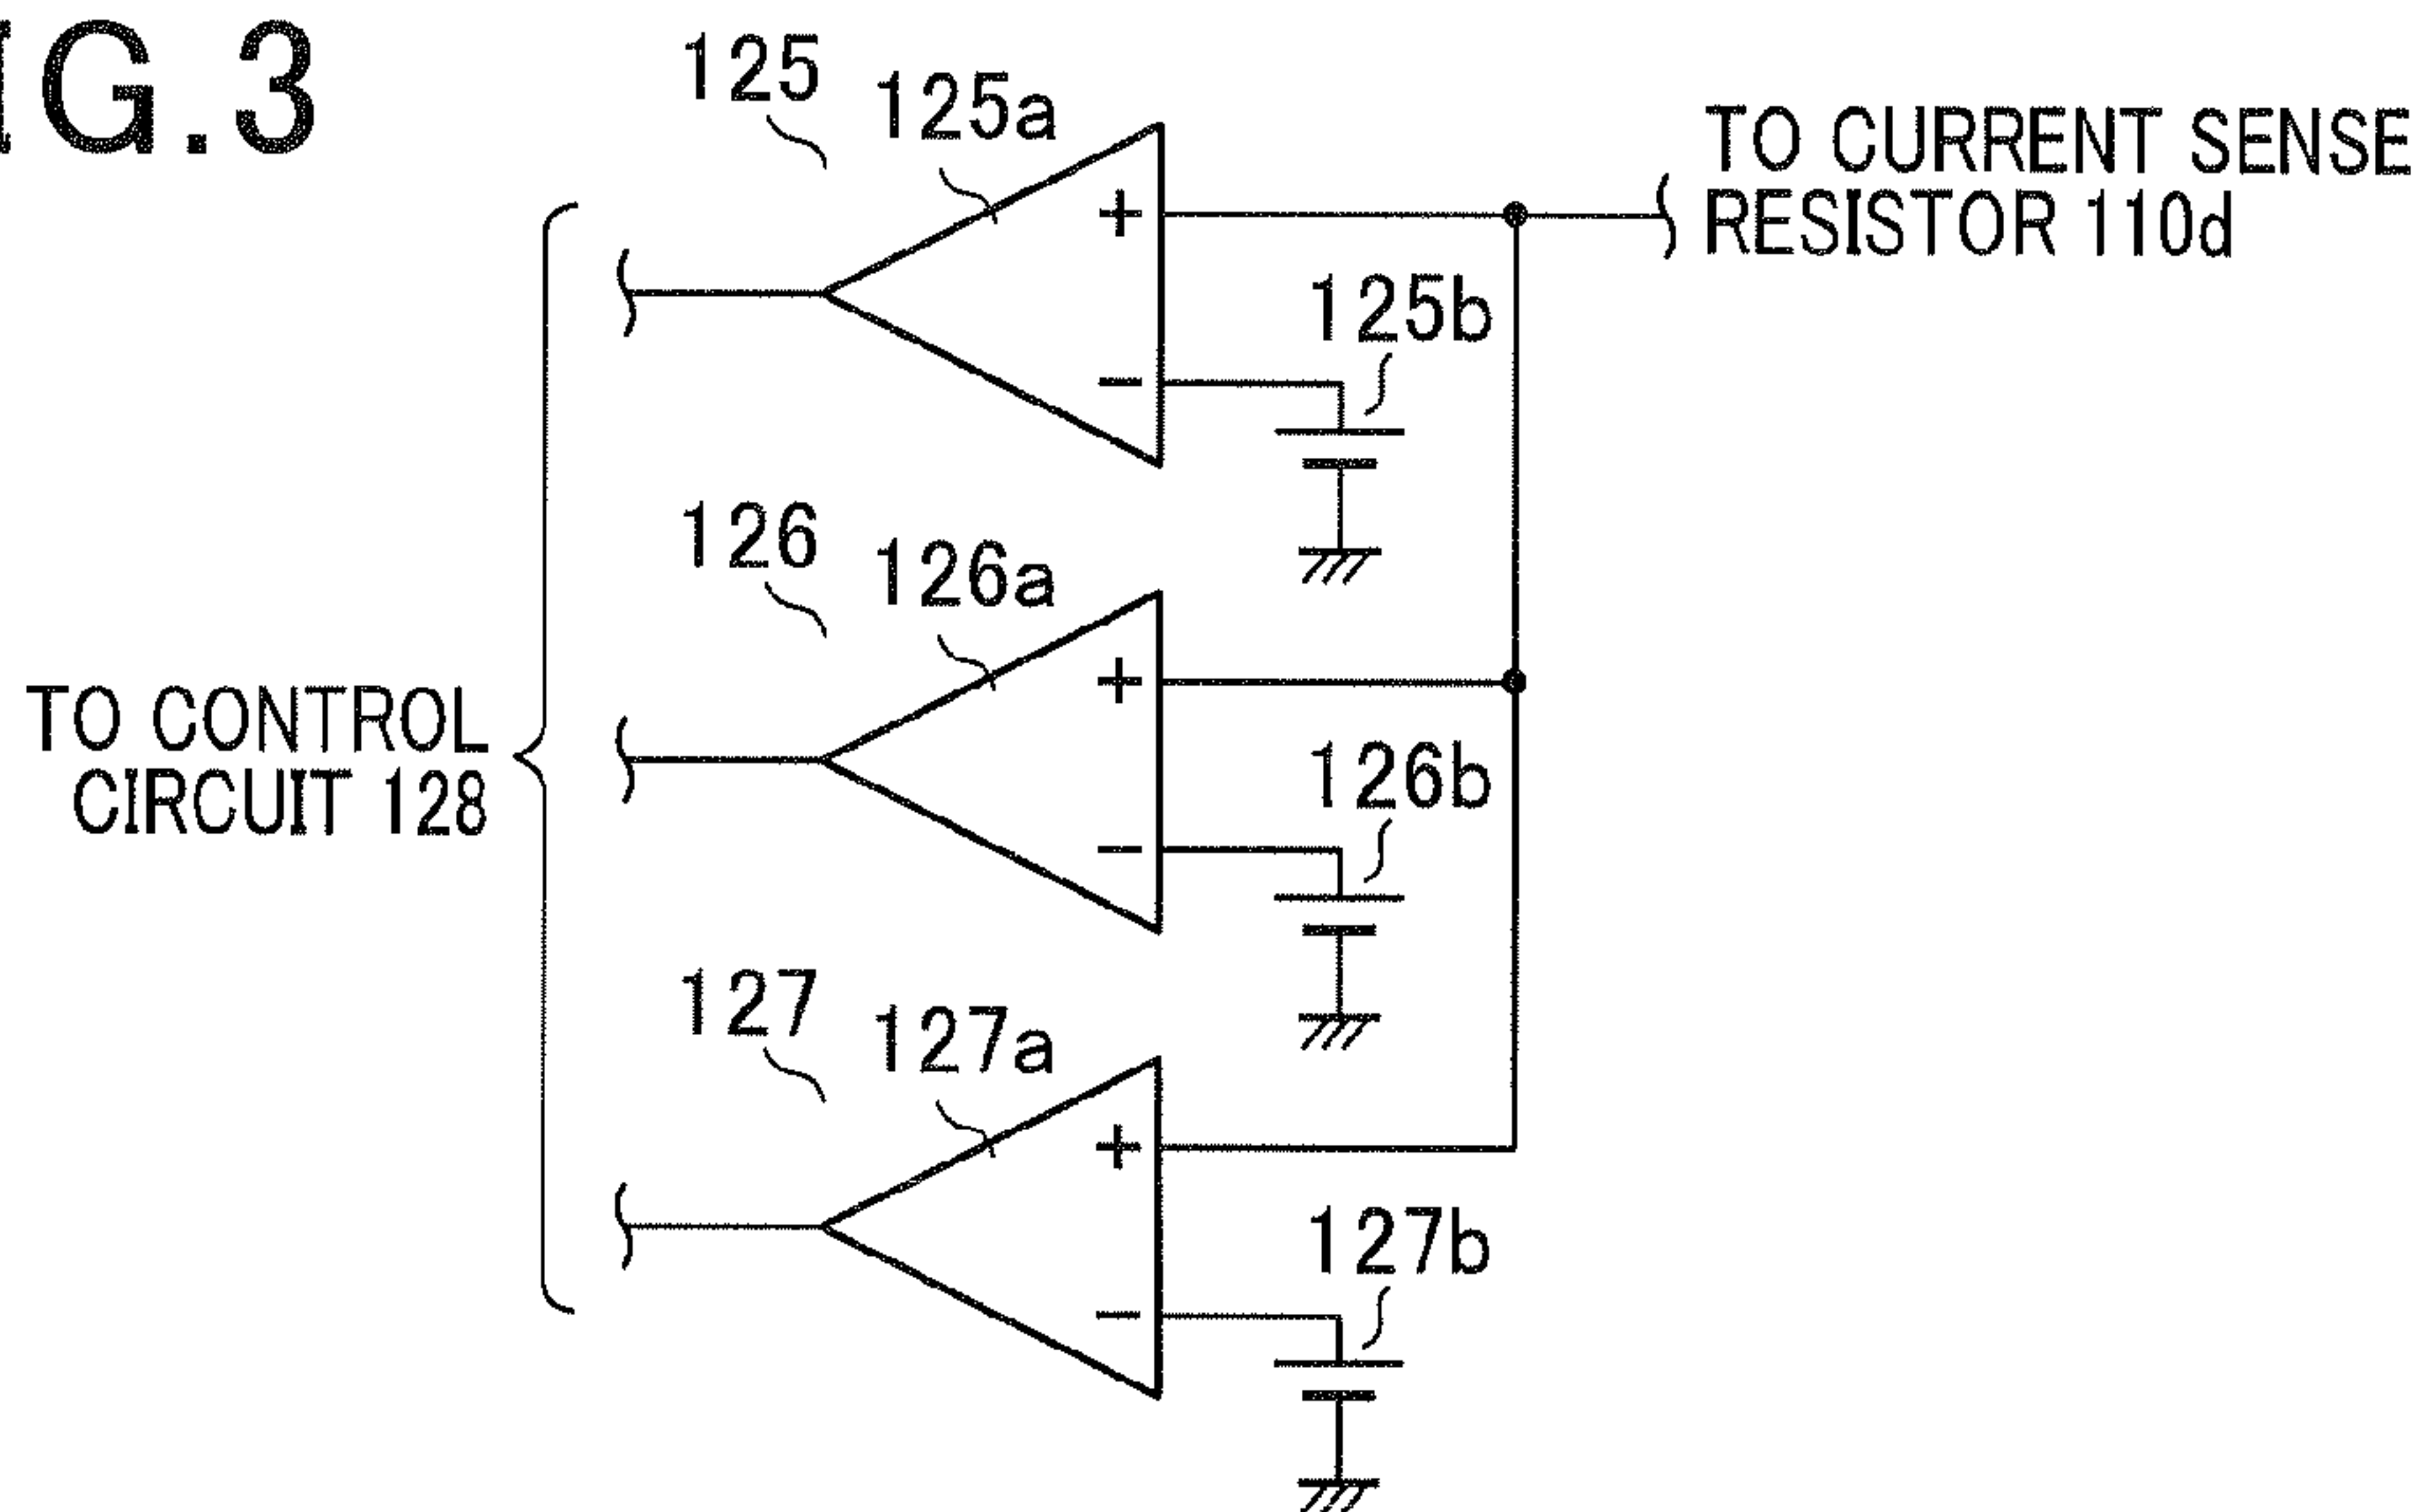 IG.3
125
125a
TO CURRENT SENSE
RESISTOR 110d
+
125b
−
126
126a
+
TO CONTROL
CIRCUIT 128
126b
−
127
127a
+
127b
−